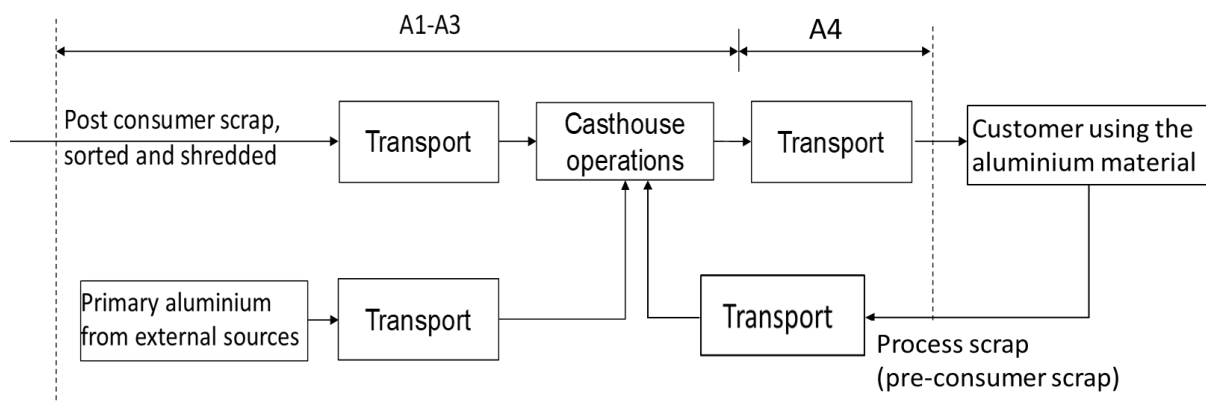 A1-A3
A4
Post consumer scrap,
sorted and shredded
Transport
Casthouse
operations
Transport
Customer using the
aluminium material
Primary aluminium
from external sources
Transport
Transport
Process scrap
(pre-consumer scrap)